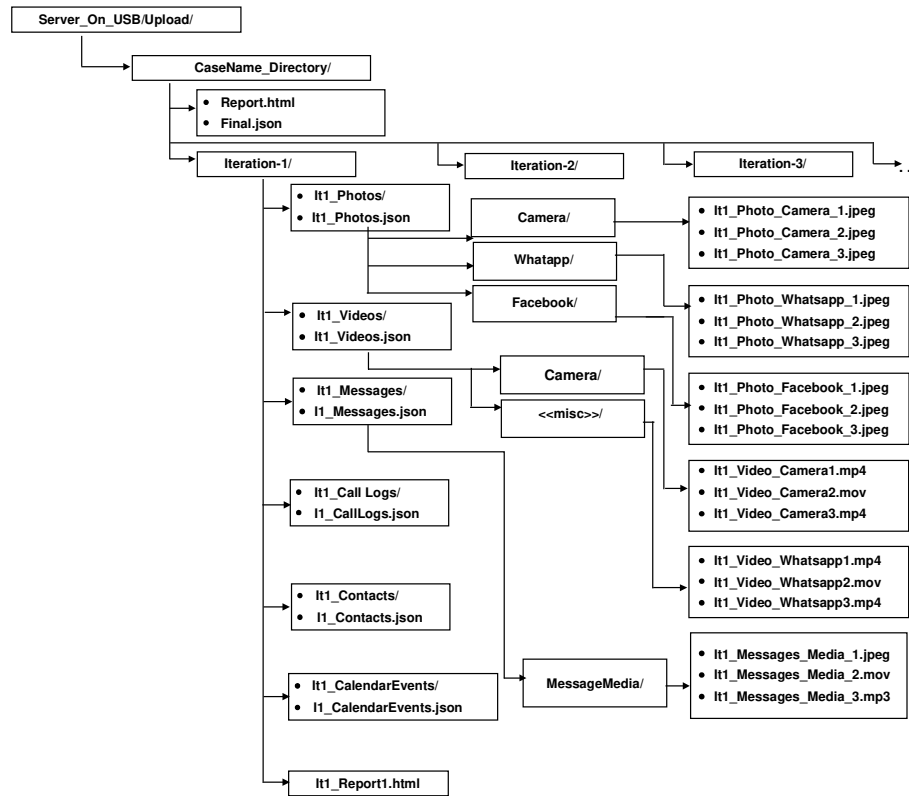 Server_On_USB/Upload/
CaseName_Directory/
• Report.html
• Final.json
Iteration-1/
Iteration-2/
Iteration-3/
. .
• It1_Photos/
• It1_Photos.json
Camera/
Whatapp/
Facebook/
• It1_Photo_Camera_1.jpeg
• It1_Photo_Camera_2.jpeg
• It1_Photo_Camera_3.jpeg
• It1_Photo_Whatsapp_1.jpeg
• It1_Photo_Whatsapp_2.jpeg
• It1_Photo_Whatsapp_3.jpeg
• It1_Photo_Facebook_1.jpeg
• It1_Photo_Facebook_2.jpeg
• It1_Photo_Facebook_3.jpeg
• It1_Videos/
• It1_Videos.json
Camera/
<<misc>>/
• It1_Video_Camera1.mp4
• It1_Video_Camera2.mov
• It1_Video_Camera3.mp4
• It1_Video_Whatsapp1.mp4
• It1_Video_Whatsapp2.mov
• It1_Video_Whatsapp3.mp4
• It1_Messages/
• I1_Messages.json
MessageMedia/
• It1_Messages_Media_1.jpeg
• It1_Messages_Media_2.mov
• It1_Messages_Media_3.mp3
• It1_Call Logs/
• I1_CallLogs.json
• It1_Contacts/
• I1_Contacts.json
• It1_CalendarEvents/
• I1_CalendarEvents.json
• It1_Report1.html